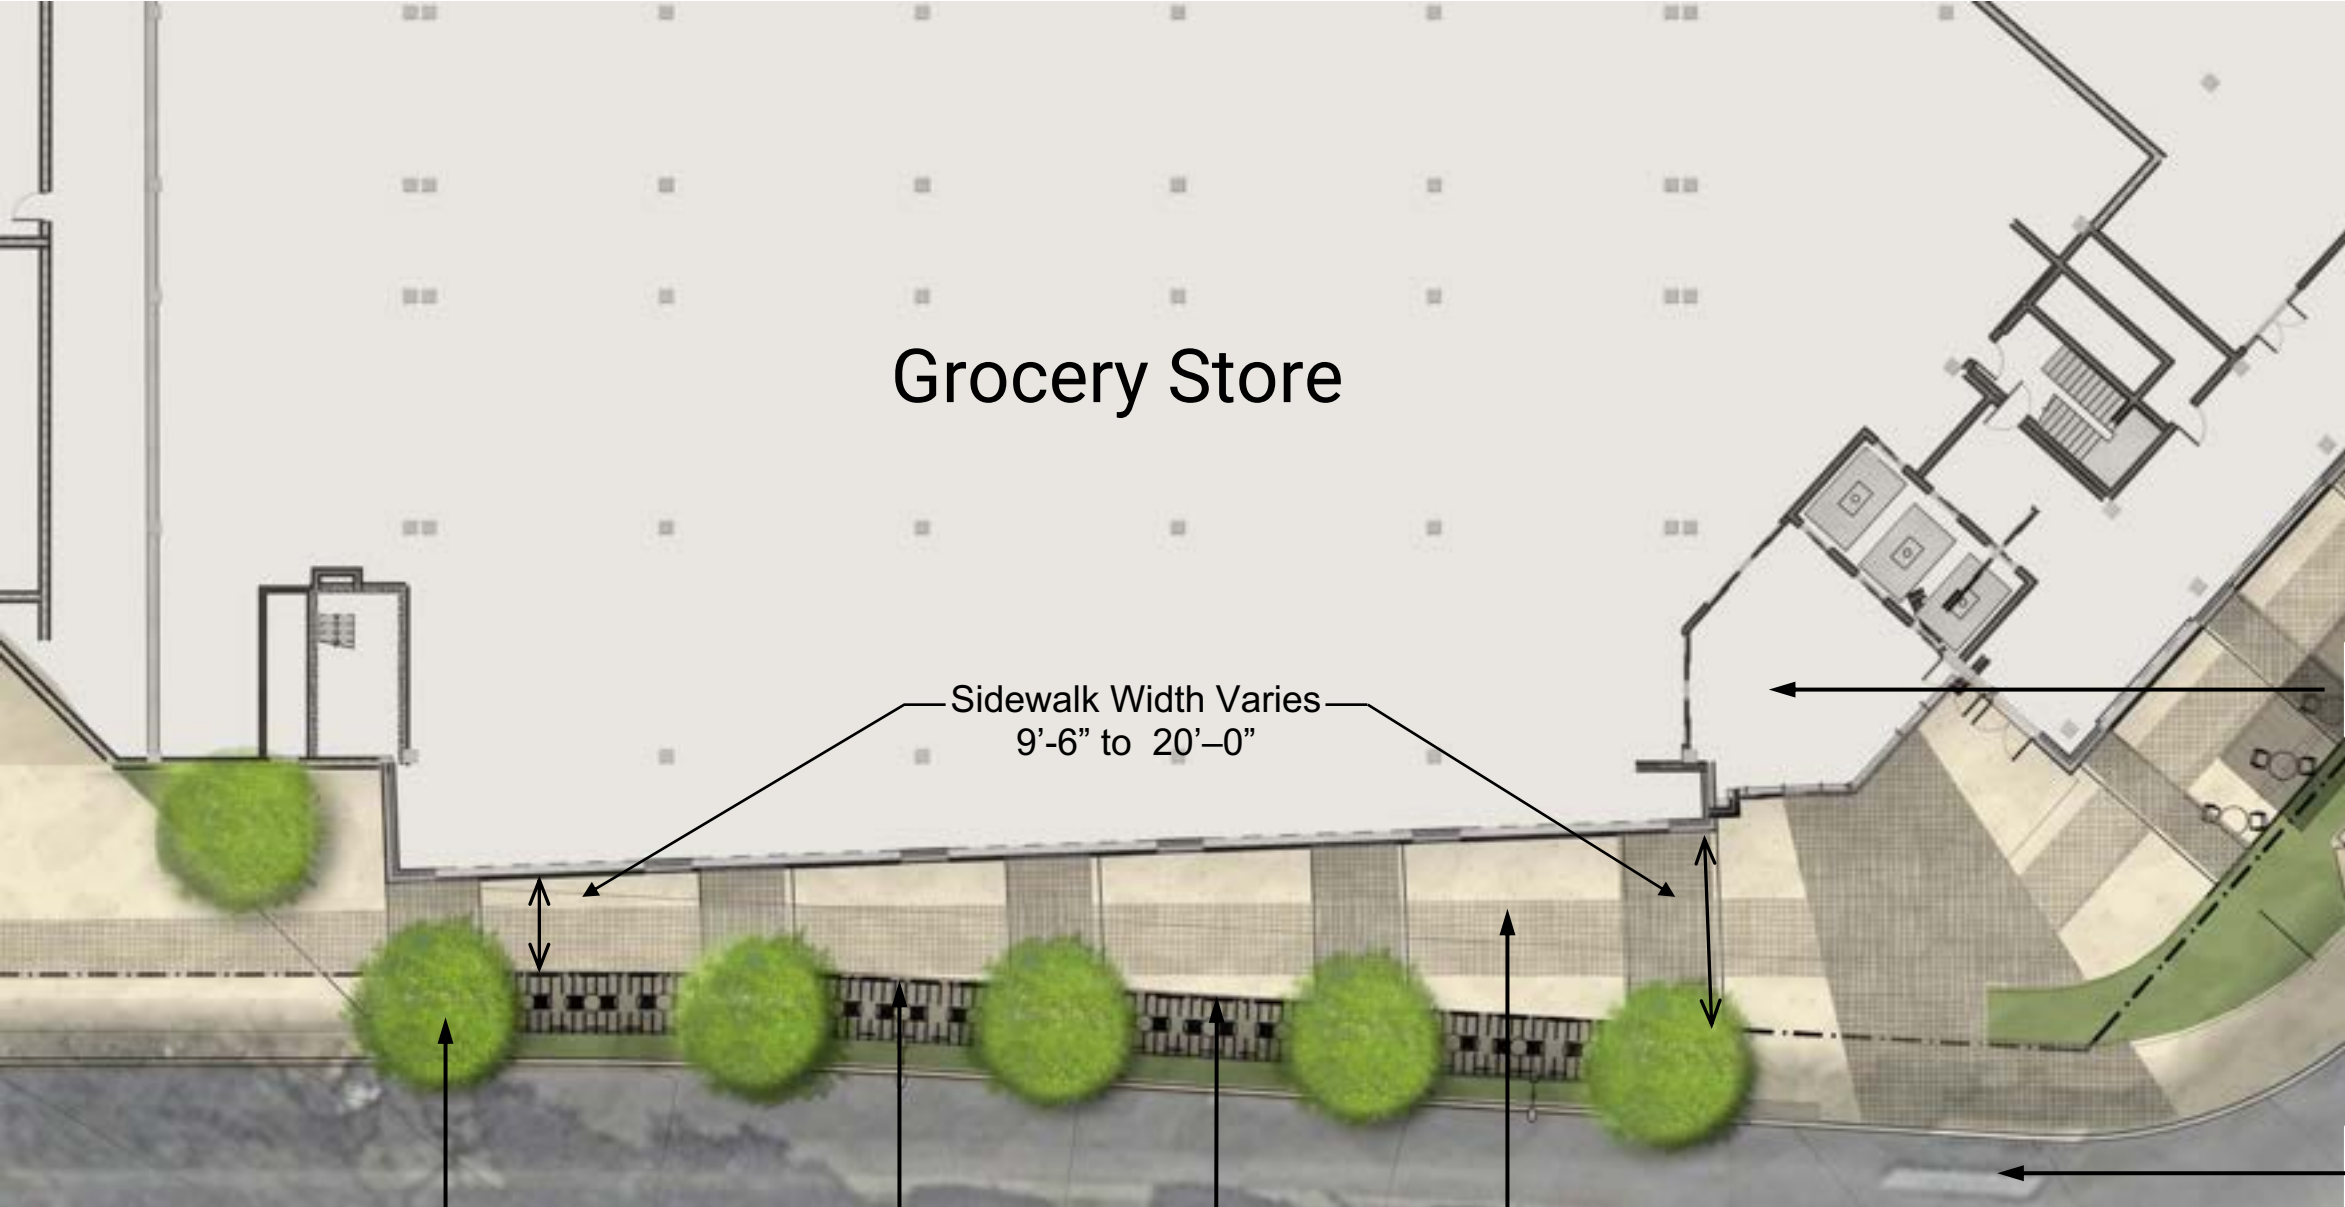 Grocery Store
Sidewalk Width Varies
9’-6” to 20’–0”